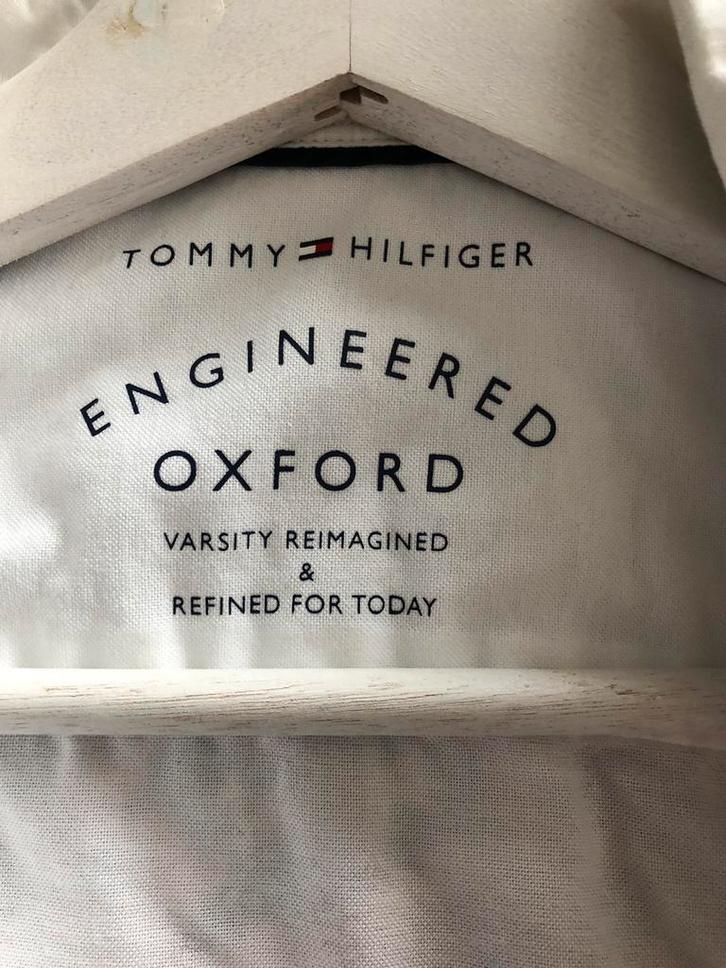 TOMMY HILFIGER
ENGINEERED
OXFORD
VARSITY REIMAGINED
&
REFINED FOR TODAY